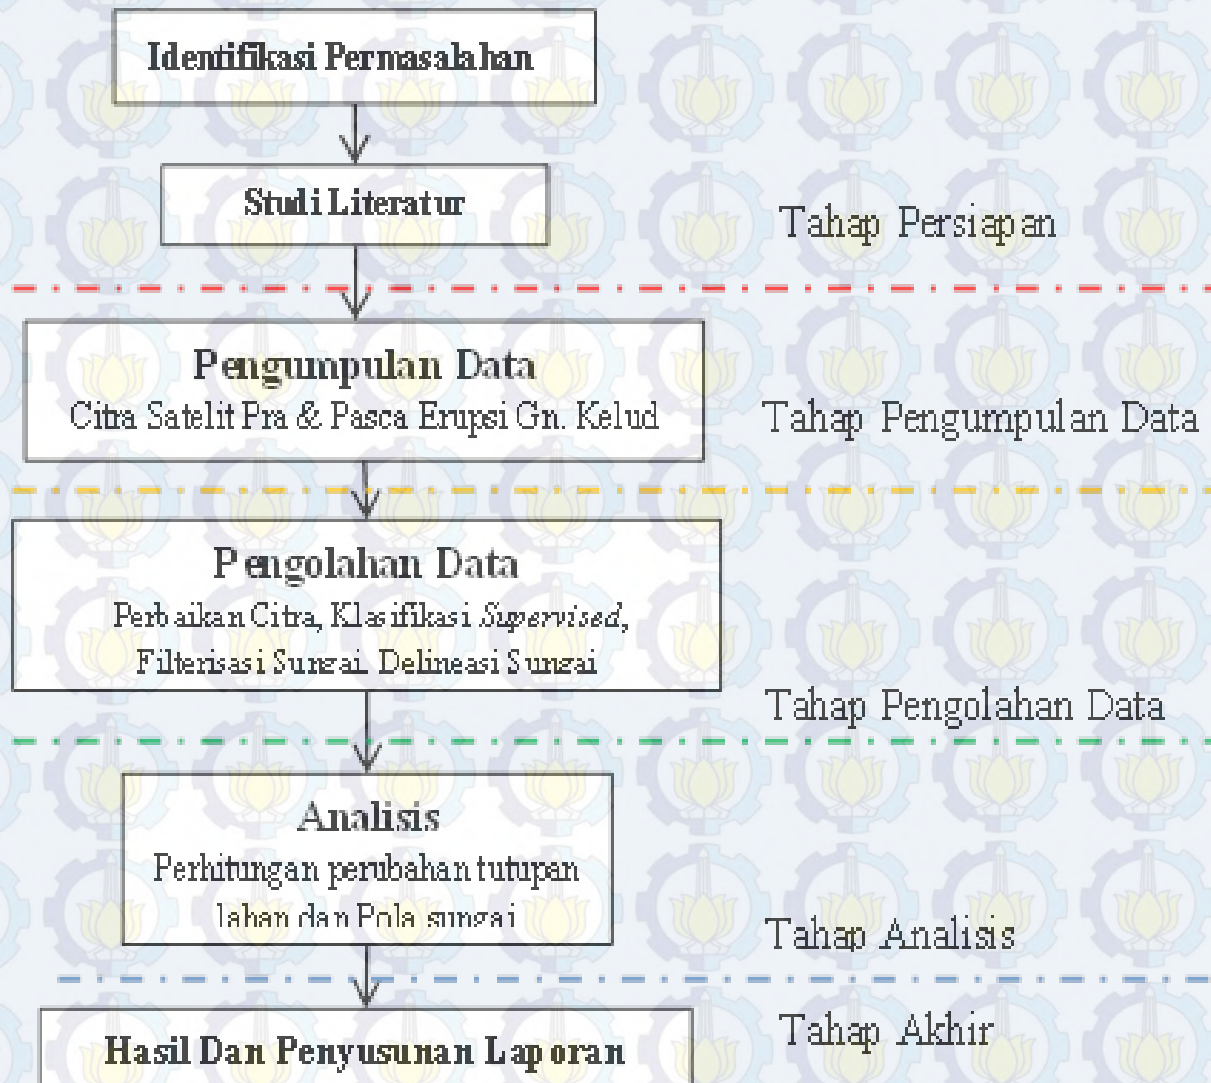 Identifikasi Permasalahan
Studi Literatur
Tahap Persiapan
Pengumpulan Data
Citra Satelit Pra & Pasca Erupsi Gn. Kelud
Tahap Pengumpulan Data
Pengolahan Data
Perbaikan Citra, Klasifikasi Supervised,
Filterisasi Sungai, Delineasi Sungai
Tahap Pengolahan Data
Analisis
Perhitungan perubahan tutupan
lahan dan Pola sungai
Tahap Analisis
Tahap Akhir
Hasil Dan Penyusunan Laporan